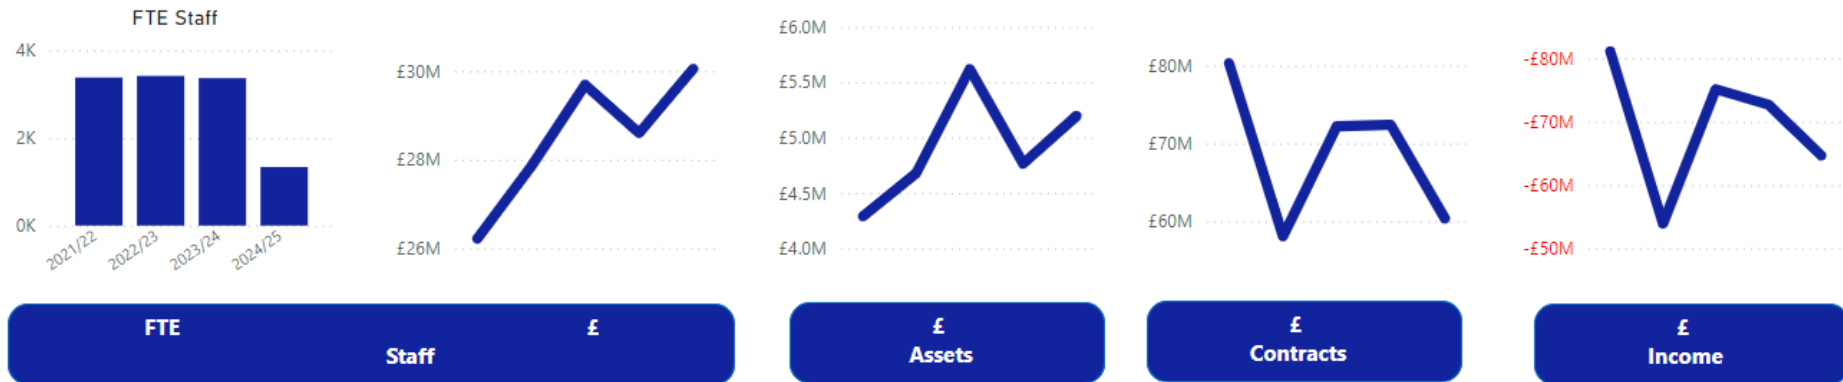 FTE Staff
4K
2K
0K
2021/22
2022/23
2023/24
2024/25
£30M
£28M
£26M
£6.0M
£5.5M
£5.0M
£4.5M
£4.0M
£80M
£70M
£60M
-£80M
-£70M
-£60M
-£50M
FTE £
Staff
£
Assets
£
Contracts
£
Income